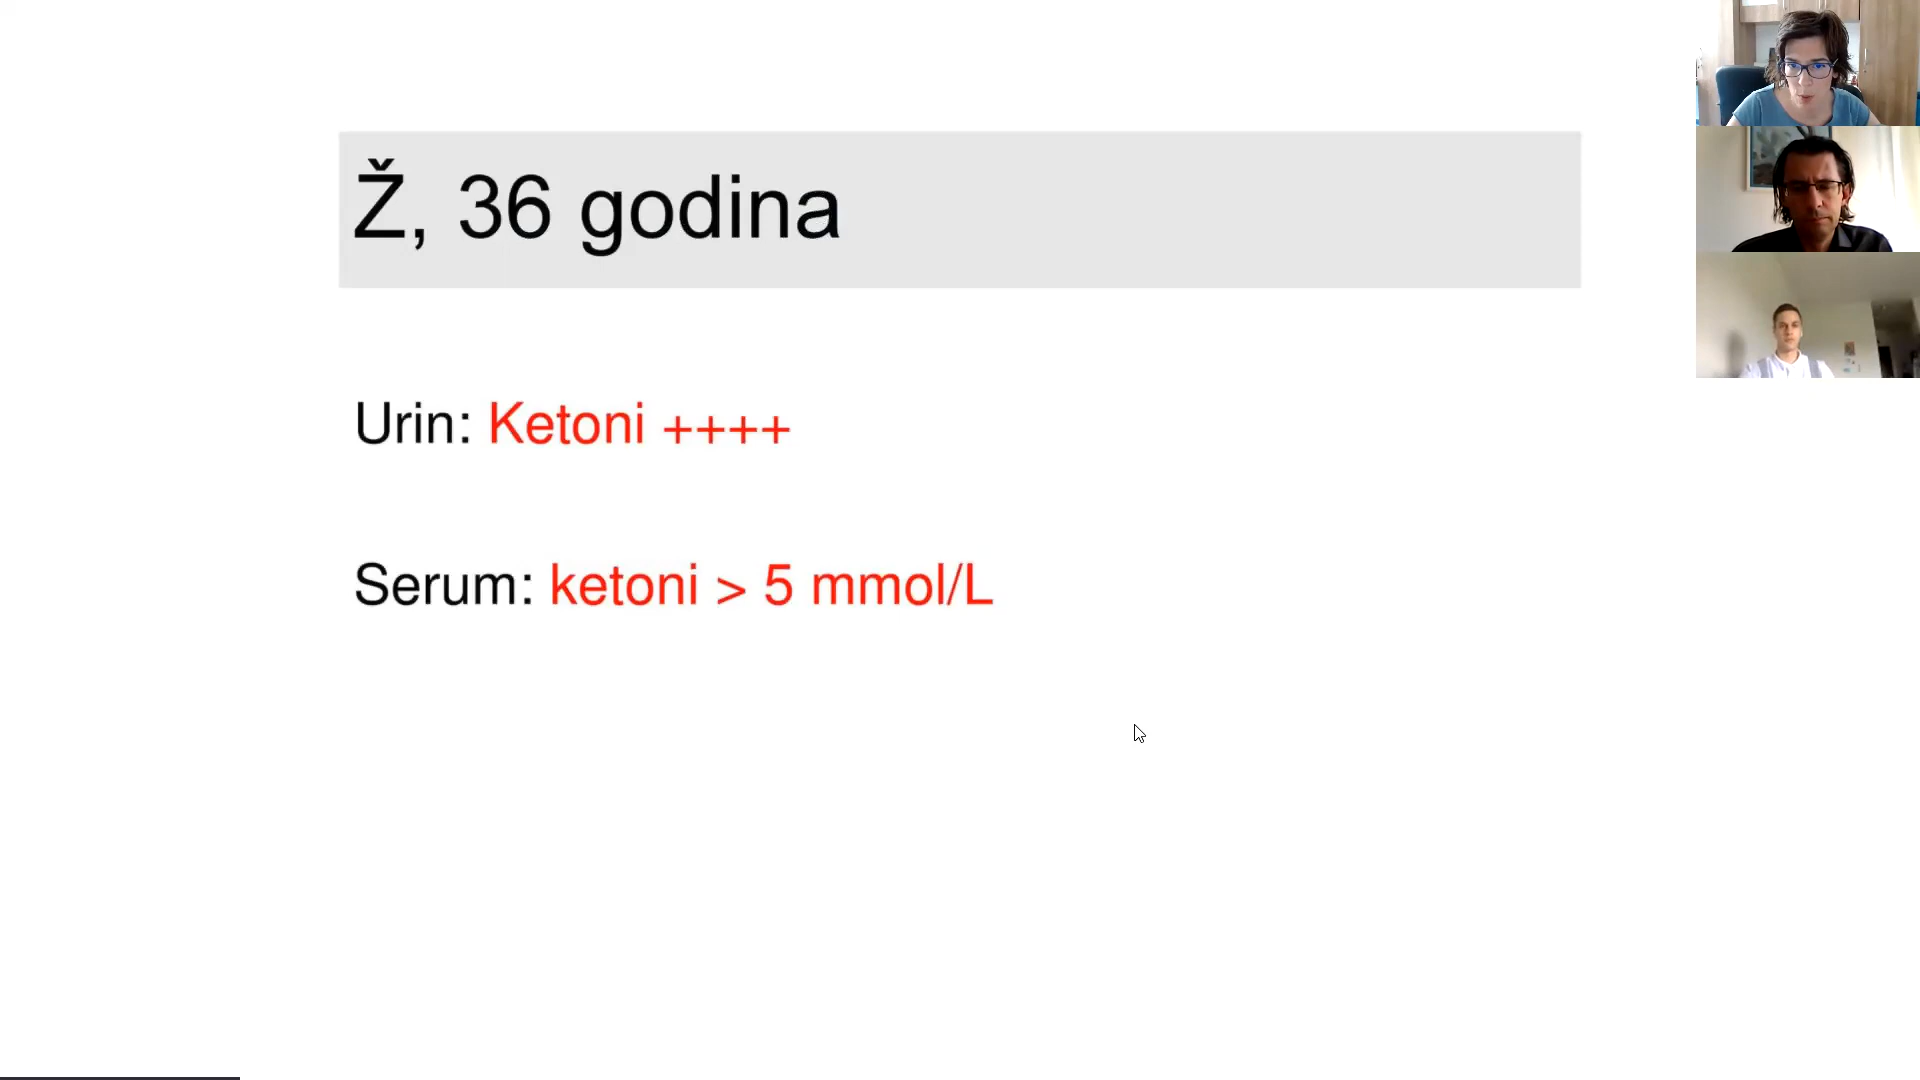 Ž, 36 godina
Urin: Ketoni ++++
Serum: ketoni > 5 mmol/L